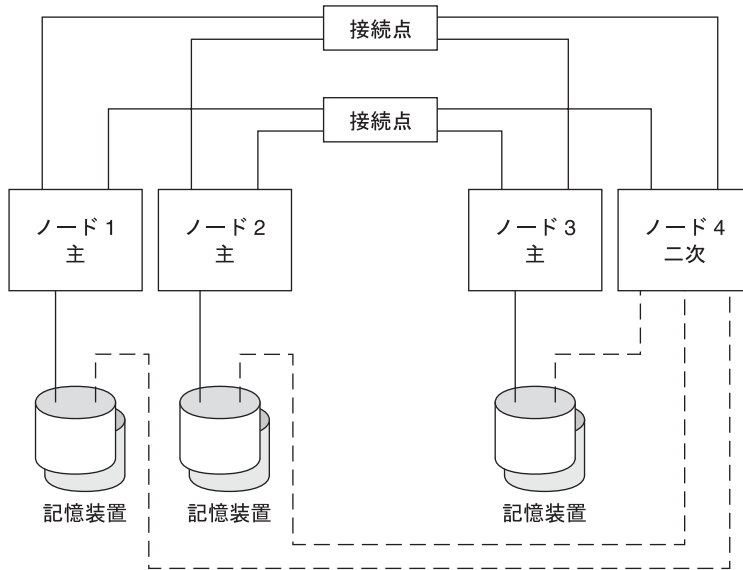 接続点
接続点
ノード 1
主
ノード 2
主
ノード 3
主
ノード 4
二次
記憶装置
記憶装置
記憶装置